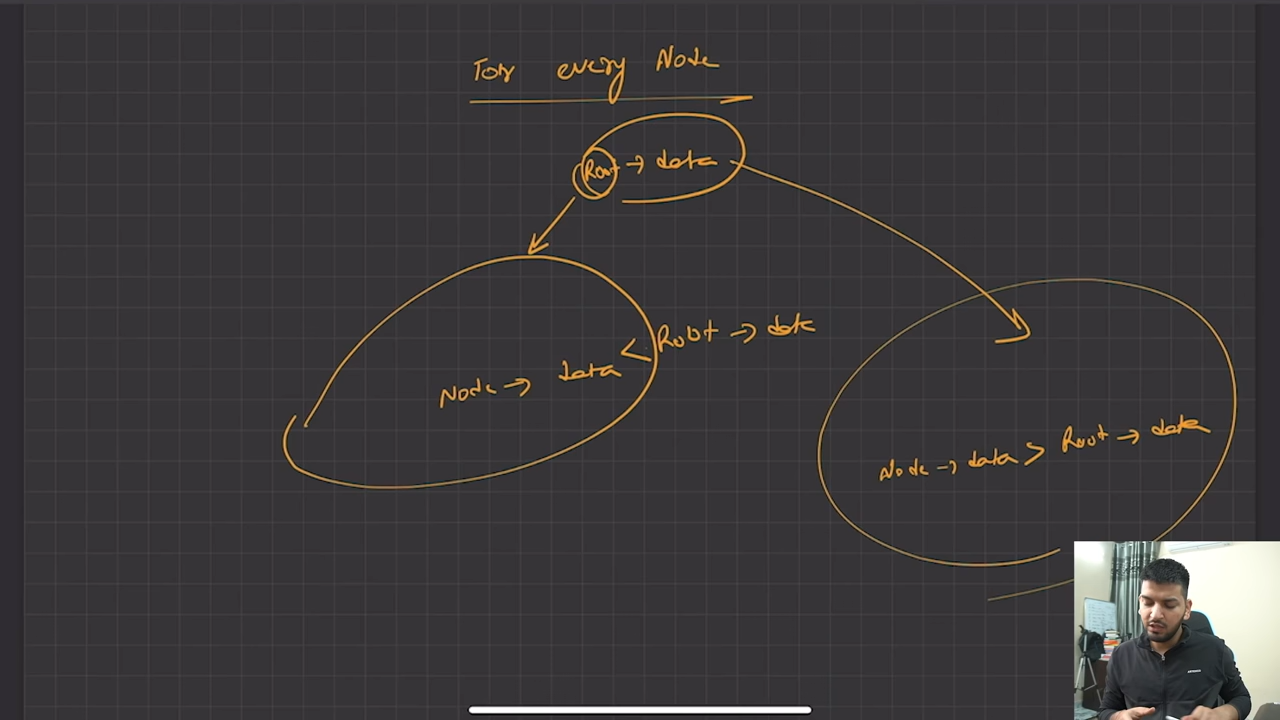 For every Node
Root → data
Node → data < Root → data
Node → data > Root → data